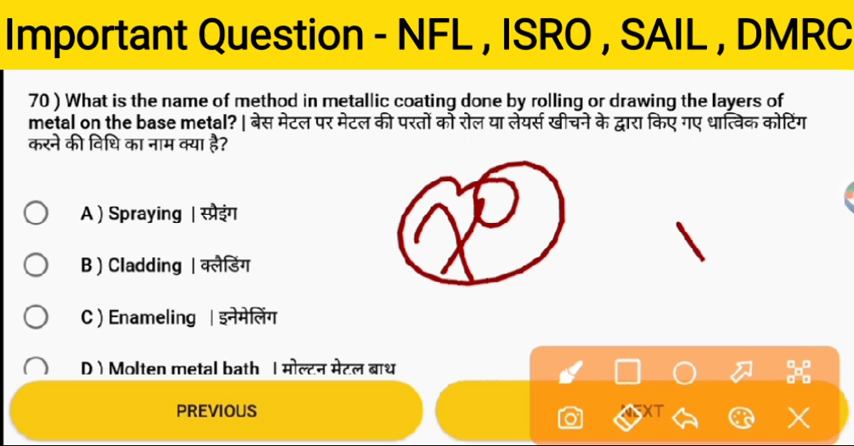 Important Question - NFL , ISRO , SAIL , DMRC
70 ) What is the name of method in metallic coating done by rolling or drawing the layers of
metal on the base metal? | बेस मेटल पर मेटल की परतों को रोल या लेयर्स खीचने के द्वारा किए गए धात्विक कोटिंग
करने की विधि का नाम क्या है?
A ) Spraying | स्प्रैइंग
B ) Cladding | क्लैडिंग
C ) Enameling | इनेमेलिंग
D ) Molten metal bath | मोल्टन मेटल बाथ
PREVIOUS
NEXT